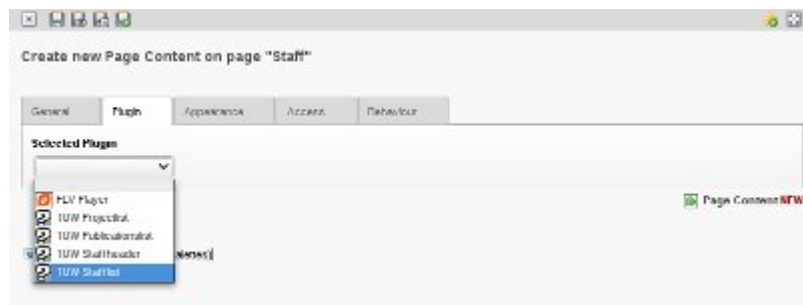 Create new Page Content on page "Staff"
General Plugin Appearance Access Behaviour
Selected Plugin
FLV Player
TUW Projectlist
TUW Publicationslist
TUW Staffheader
TUW Stafflist
Page Content NEW